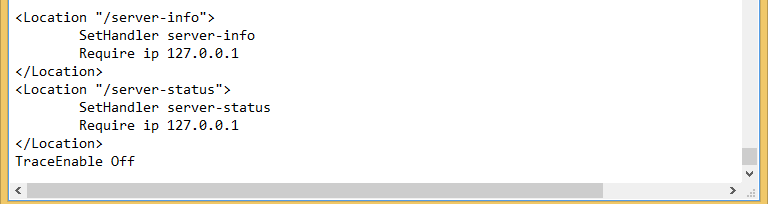 <Location "/server-info">
        SetHandler server-info
        Require ip 127.0.0.1
</Location>
<Location "/server-status">
        SetHandler server-status
        Require ip 127.0.0.1
</Location>
TraceEnable Off